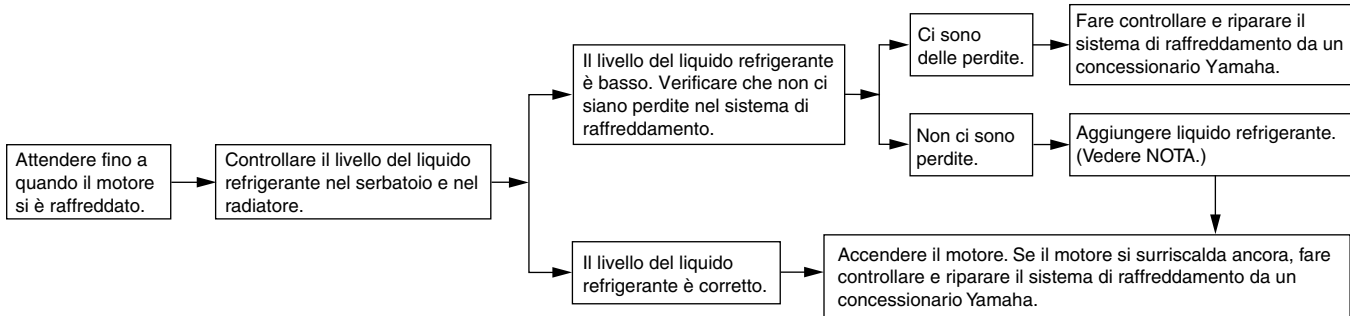 Attendere fino a
quando il motore
si è raffreddato.
Controllare il livello del liquido
refrigerante nel serbatoio e nel
radiatore.
Il livello del liquido refrigerante
è basso. Verificare che non ci
siano perdite nel sistema di
raffreddamento.
Ci sono
delle perdite.
Fare controllare e riparare il
sistema di raffreddamento da un
concessionario Yamaha.
Non ci sono
perdite.
Aggiungere liquido refrigerante.
(Vedere NOTA.)
Il livello del liquido
refrigerante è corretto.
Accendere il motore. Se il motore si surriscalda ancora, fare
controllare e riparare il sistema di raffreddamento da un
concessionario Yamaha.